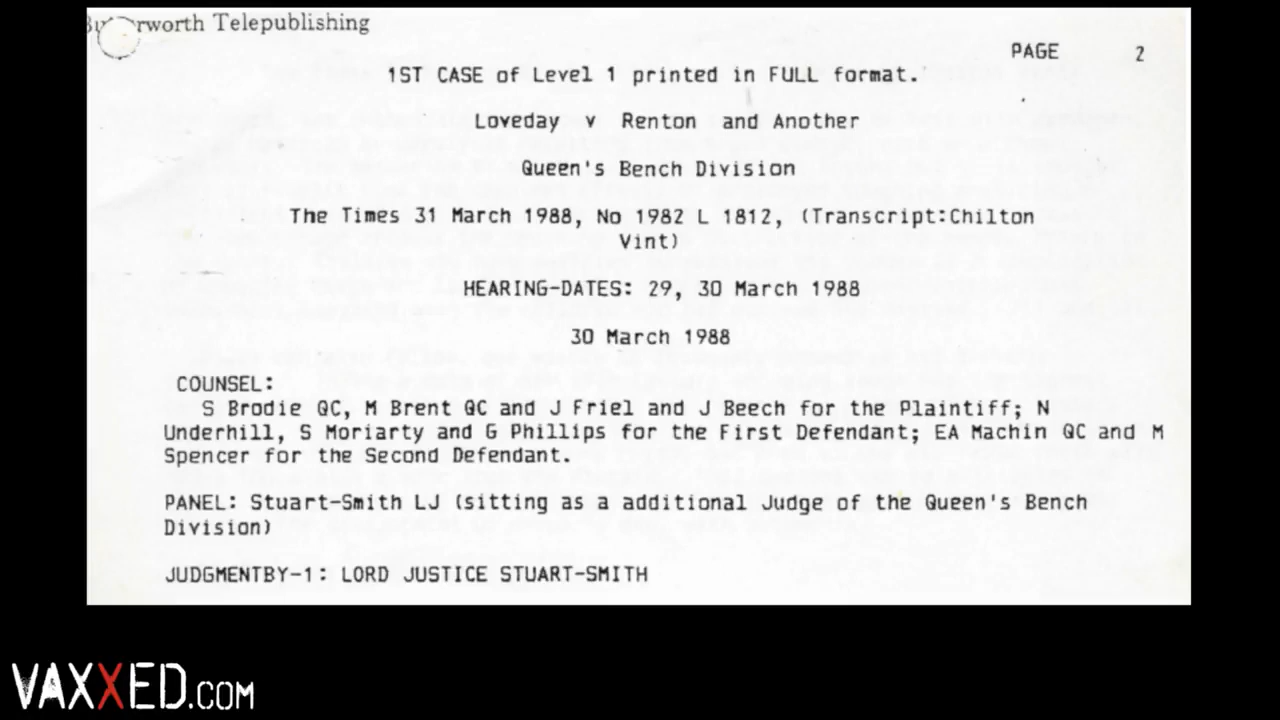 rworth Telepublishing
PAGE 2
1ST CASE of Level 1 printed in FULL format.
Loveday v Renton and Another
Queen's Bench Division
The Times 31 March 1988, No 1982 L 1812, (Transcript:Chilton
Vint)
HEARING-DATES: 29, 30 March 1988
30 March 1988
COUNSEL:
S Brodie QC, M Brent QC and J Friel and J Beech for the Plaintiff; N
Underhill, S Moriarty and G Phillips for the First Defendant; EA Machin QC and M
Spencer for the Second Defendant.
PANEL: Stuart-Smith LJ (sitting as a additional Judge of the Queen's Bench
Division)
JUDGMENTBY-1: LORD JUSTICE STUART-SMITH
VAXXED.COM